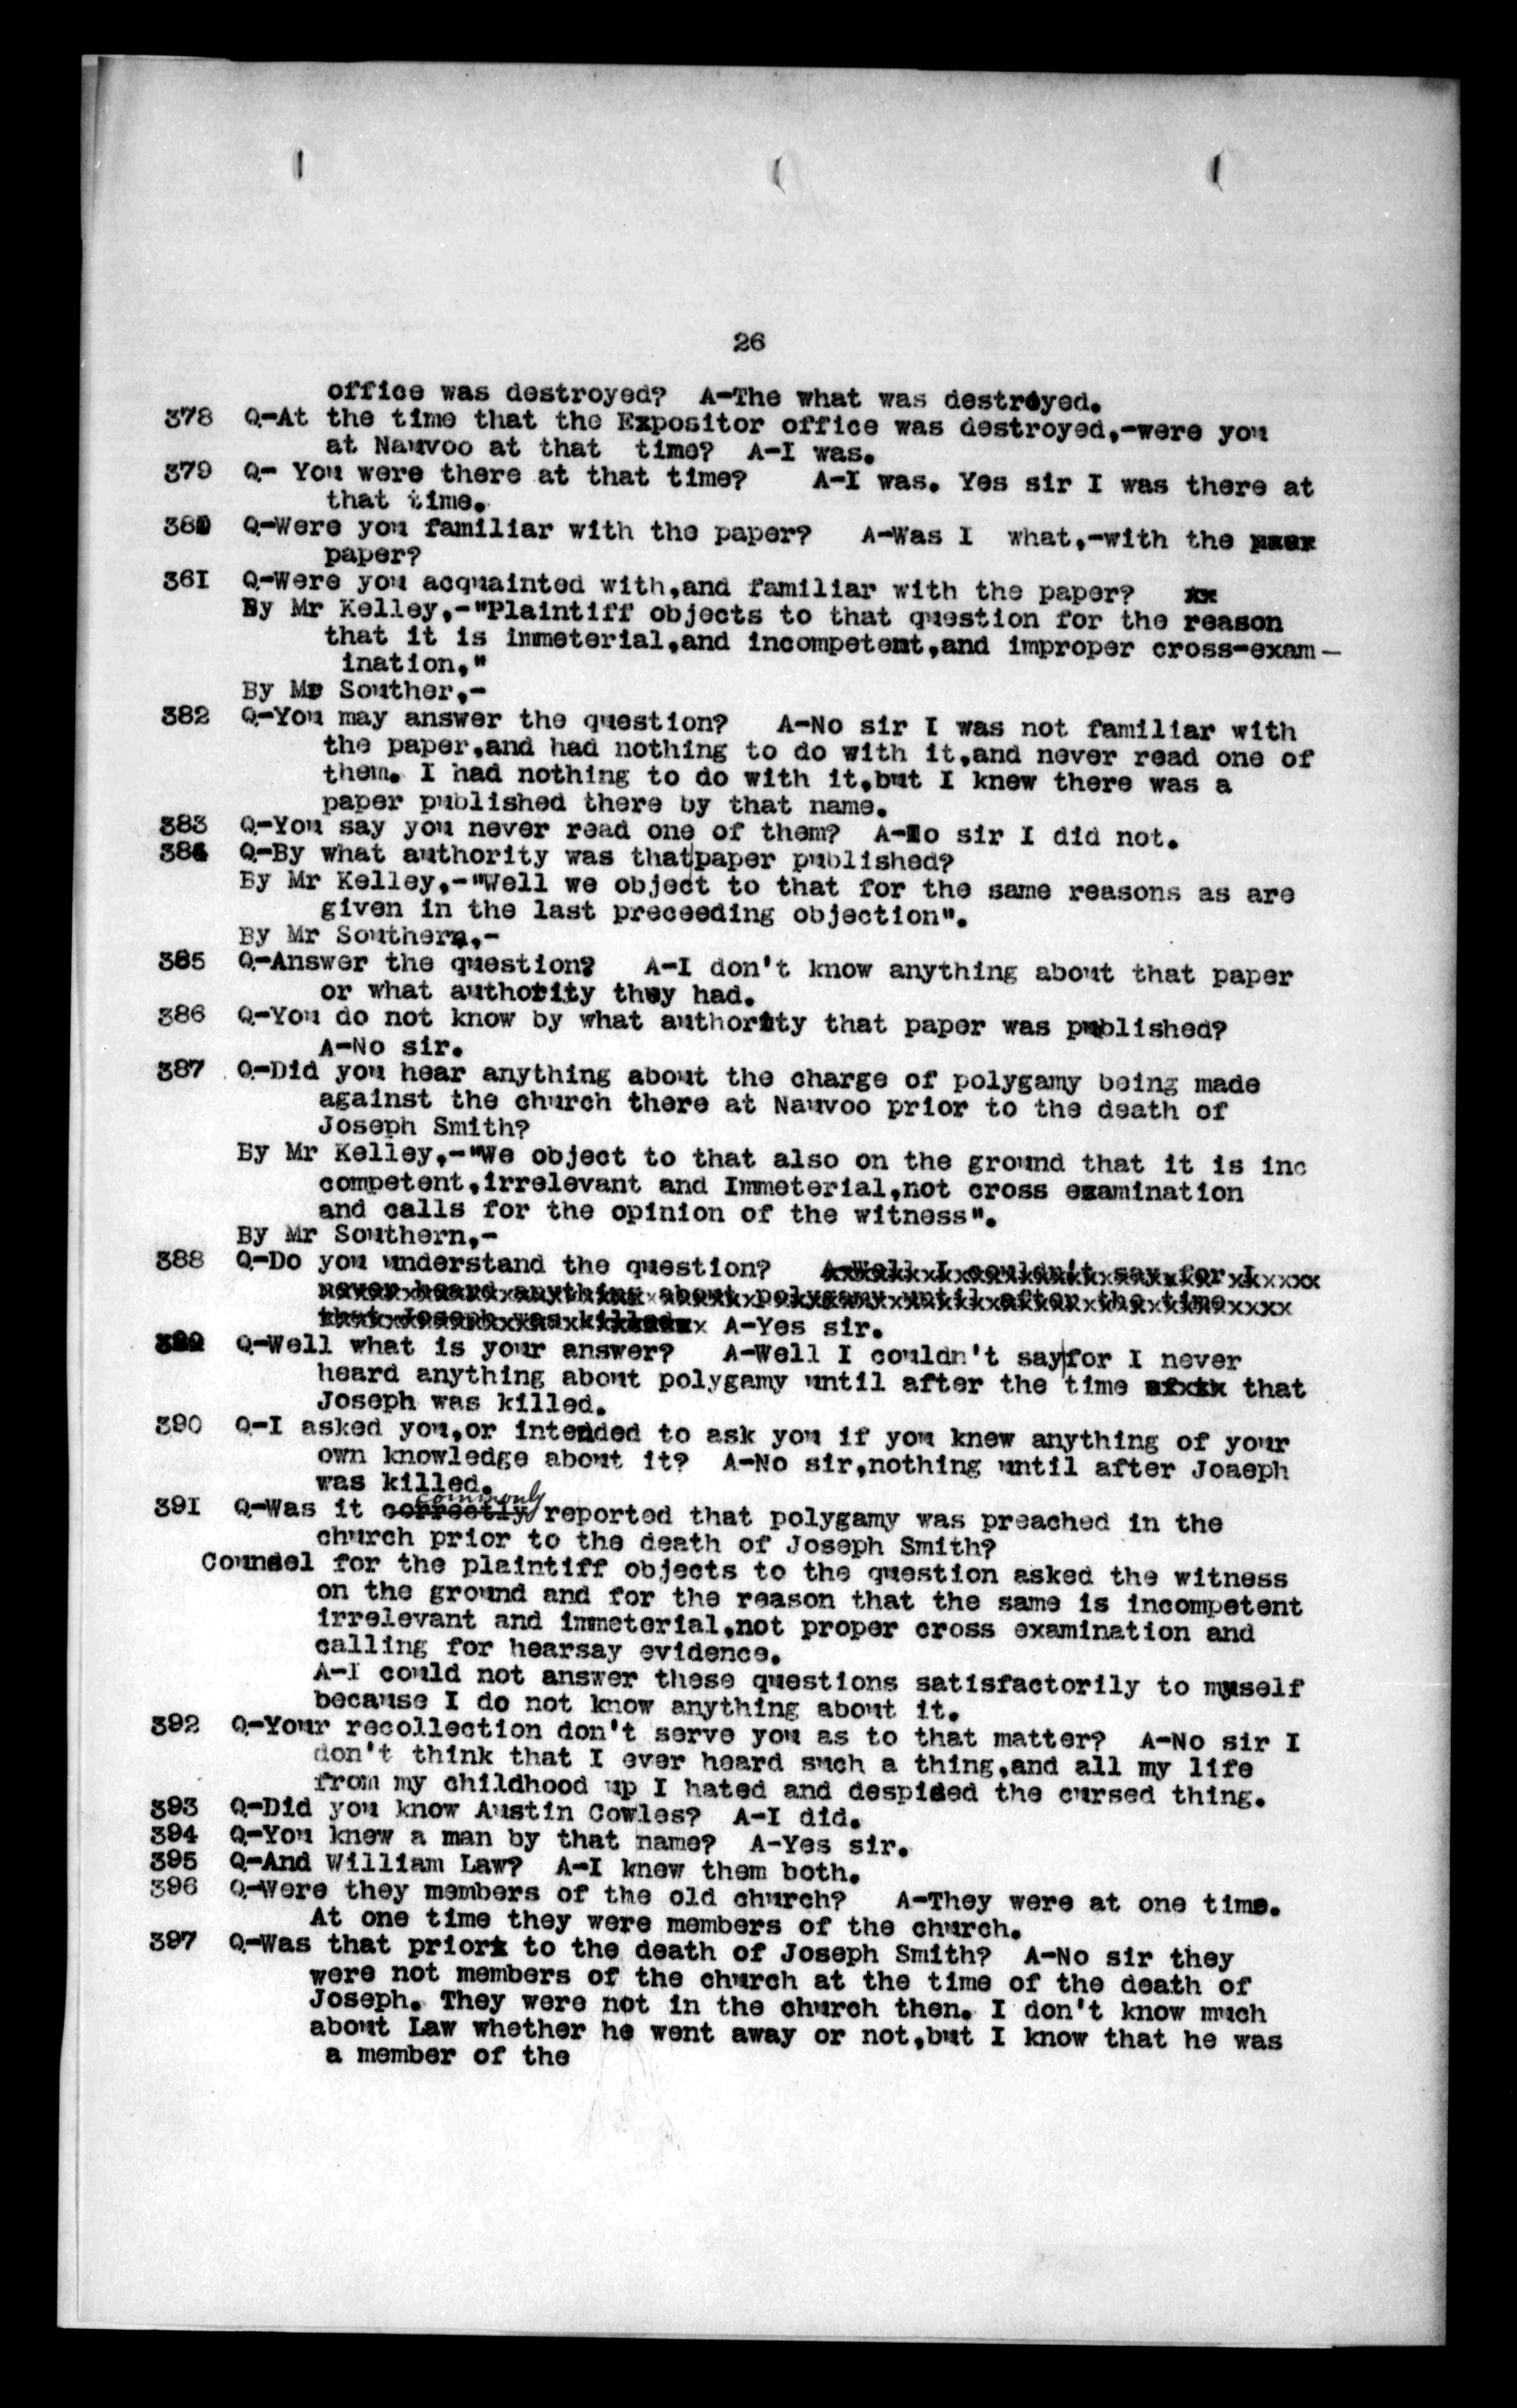 26
office was destroyed? A-The what was destroyed.
378 Q-At the time that the Expositor office was destroyed,-were you
at Nauvoo at that time? A-I was.
379 Q- You were there at that time? A-I was. Yes sir I was there at
that time.
380 Q-Were you familiar with the paper? A-Was I what,-with the
paper?
361 Q-Were you acquainted with,and familiar with the paper? xx
By Mr Kelley,-"Plaintiff objects to that question for the reason
that it is immeterial,and incompetent,and improper cross-exam-
ination,"
By Mr Souther,-
382 Q-You may answer the question? A-No sir I was not familiar with
the paper,and had nothing to do with it,and never read one of
them. I had nothing to do with it,but I knew there was a
paper published there by that name.
383 Q-You say you never read one of them? A-No sir I did not.
384 Q-By what authority was that|paper published?
By Mr Kelley,-"Well we object to that for the same reasons as are
given in the last preceeding objection".
By Mr Southern,-
385 Q-Answer the question? A-I don't know anything about that paper
or what authority they had.
386 Q-You do not know by what authority that paper was published?
A-No sir.
387 Q-Did you hear anything about the charge of polygamy being made
against the church there at Nauvoo prior to the death of
Joseph Smith?
By Mr Kelley,-"We object to that also on the ground that it is inc
competent,irrelevant and Immeterial,not cross examination
and calls for the opinion of the witness".
By Mr Southern,-
388 Q-Do you understand the question? A-Well I couldn't say for I
never heard anything about polygamy until after the time
that Joseph was killed A-Yes sir.
389 Q-Well what is your answer? A-Well I couldn't say|for I never
heard anything about polygamy until after the time that
Joseph was killed.
390 Q-I asked you,or intended to ask you if you knew anything of your
own knowledge about it? A-No sir,nothing until after Joaeph
was killed.
commonly
391 Q-Was it correctly reported that polygamy was preached in the
church prior to the death of Joseph Smith?
Counsel for the plaintiff objects to the question asked the witness
on the ground and for the reason that the same is incompetent
irrelevant and immeterial,not proper cross examination and
calling for hearsay evidence.
A-I could not answer these questions satisfactorily to myself
because I do not know anything about it.
392 Q-Your recollection don't serve you as to that matter? A-No sir I
don't think that I ever heard such a thing,and all my life
from my childhood up I hated and despised the cursed thing.
393 Q-Did you know Austin Cowles? A-I did.
394 Q-You knew a man by that name? A-Yes sir.
395 Q-And William Law? A-I knew them both.
396 Q-Were they members of the old church? A-They were at one time.
At one time they were members of the church.
397 Q-Was that prior to the death of Joseph Smith? A-No sir they
were not members of the church at the time of the death of
Joseph. They were not in the church then. I don't know much
about Law whether he went away or not,but I know that he was
a member of the